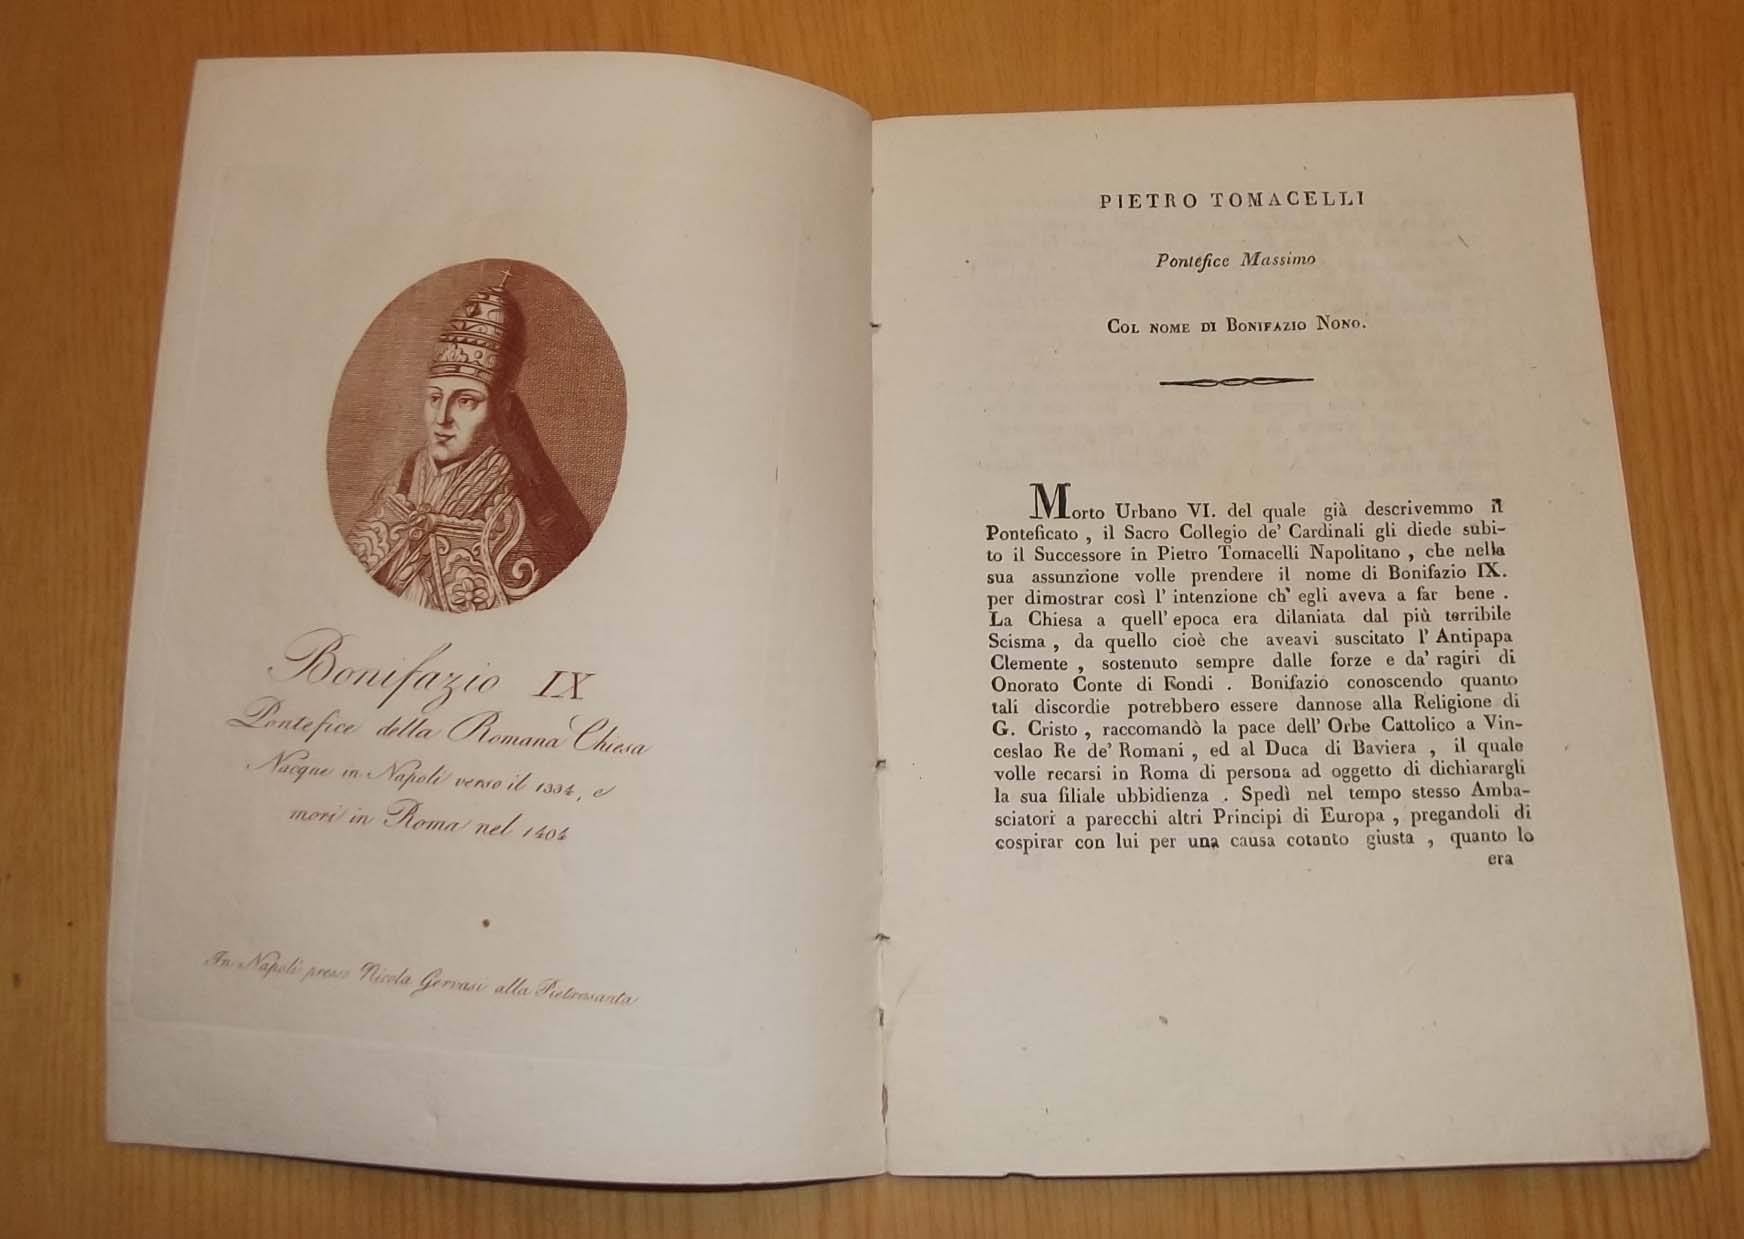 Bonifazio IX
Pontefice della Romana Chiesa
Nacque in Napoli verso il 1334, e
morì in Roma nel 1404
In Napoli presso Nicola Gervasi alla Pietrasanta
PIETRO TOMACELLI
Pontefice Massimo
COL NOME DI BONIFAZIO NONO.
Morto Urbano VI. del quale già descrivemmo il
Ponteficato , il Sacro Collegio de' Cardinali gli diede subi-
to il Successore in Pietro Tomacelli Napolitano , che nella
sua assunzione volle prendere il nome di Bonifazio IX.
per dimostrar così l' intenzione ch' egli aveva a far bene .
La Chiesa a quell' epoca era dilaniata dal più terribile
Scisma , da quello cioè che aveavi suscitato l' Antipapa
Clemente , sostenuto sempre dalle forze e da' ragiri di
Onorato Conte di Fondi . Bonifazio conoscendo quanto
tali discordie potrebbero essere dannose alla Religione di
G. Cristo , raccomandò la pace dell' Orbe Cattolico a Vin-
ceslao Re de' Romani , ed al Duca di Baviera , il quale
volle recarsi in Roma di persona ad oggetto di dichiarargli
la sua filiale ubbidienza . Spedì nel tempo stesso Amba-
sciatori a parecchi altri Principi di Europa , pregandoli di
cospirar con lui per una causa cotanto giusta , quanto lo
era